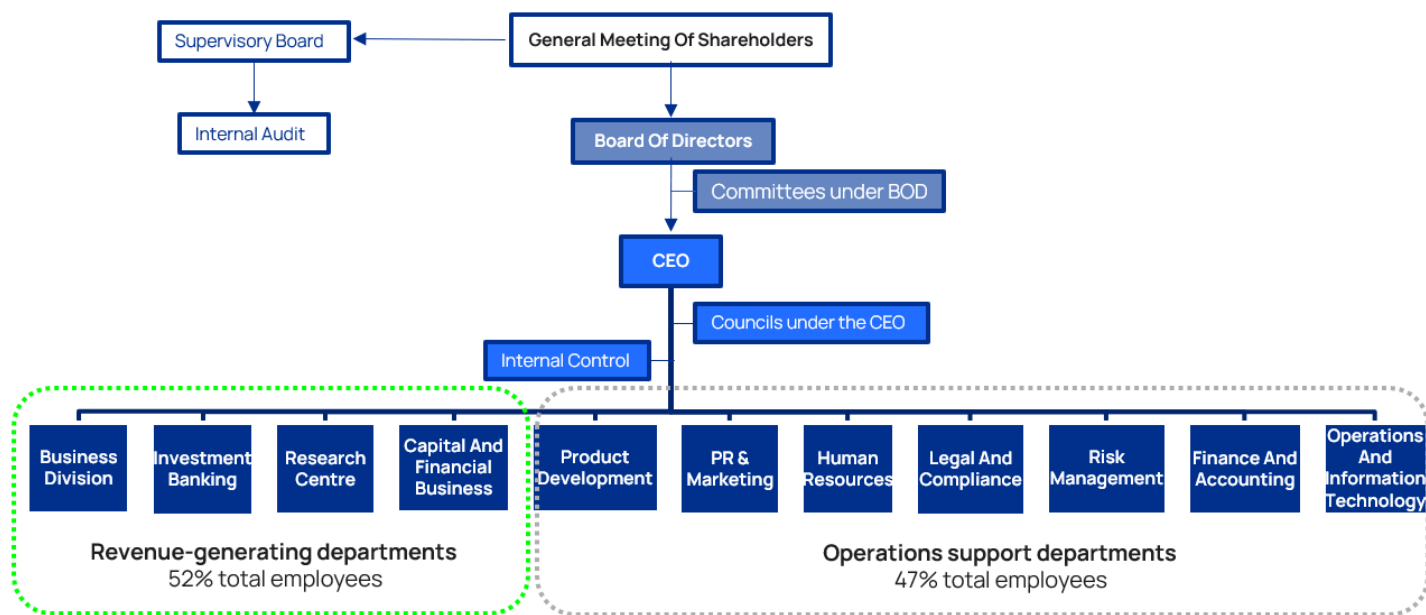 Supervisory Board
General Meeting Of Shareholders
Internal Audit
Board Of Directors
Committees under BOD
CEO
Councils under the CEO
Internal Control
Business
Division
Investment
Banking
Research
Centre
Capital And
Financial
Business
Product
Development
PR &
Marketing
Human
Resources
Legal And
Compliance
Risk
Management
Finance And
Accounting
Operations
And
Information
Technology
Revenue-generating departments
52% total employees
Operations support departments
47% total employees